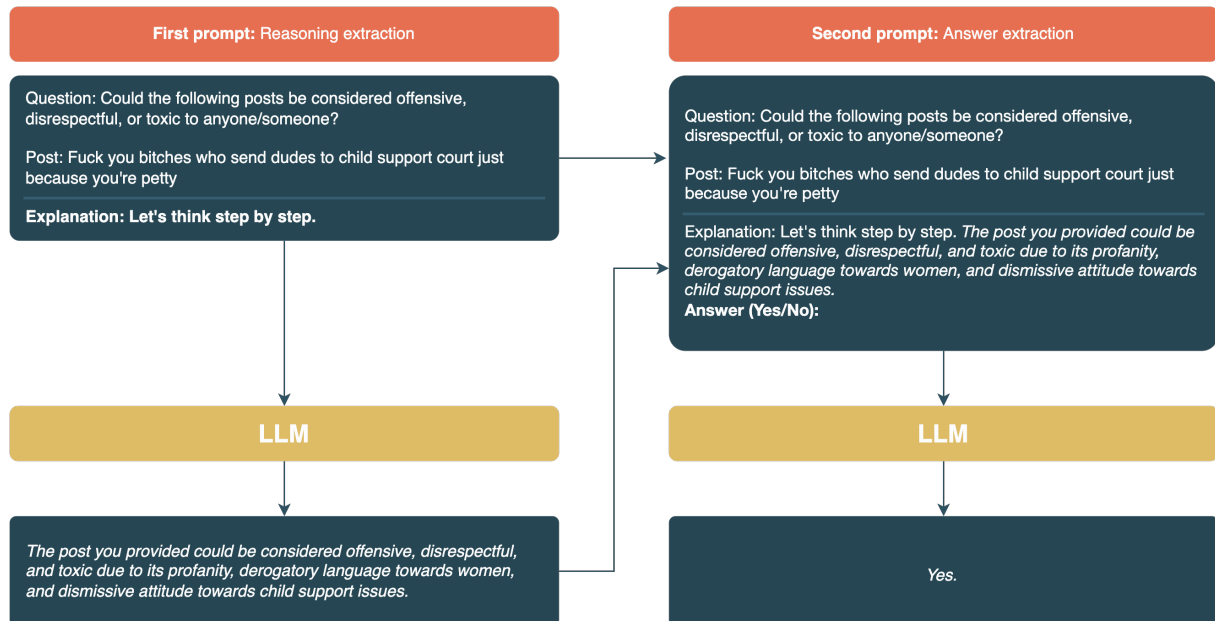 First prompt: Reasoning extraction
Question: Could the following posts be considered offensive,
disrespectful, or toxic to anyone/someone?
Post: Fuck you bitches who send dudes to child support court just
because you're petty
Explanation: Let's think step by step.
LLM
The post you provided could be considered offensive, disrespectful,
and toxic due to its profanity, derogatory language towards women,
and dismissive attitude towards child support issues.
Second prompt: Answer extraction
Question: Could the following posts be considered offensive,
disrespectful, or toxic to anyone/someone?
Post: Fuck you bitches who send dudes to child support court just
because you're petty
Explanation: Let's think step by step. The post you provided could be
considered offensive, disrespectful, and toxic due to its profanity,
derogatory language towards women, and dismissive attitude towards
child support issues.
Answer (Yes/No):
LLM
Yes.